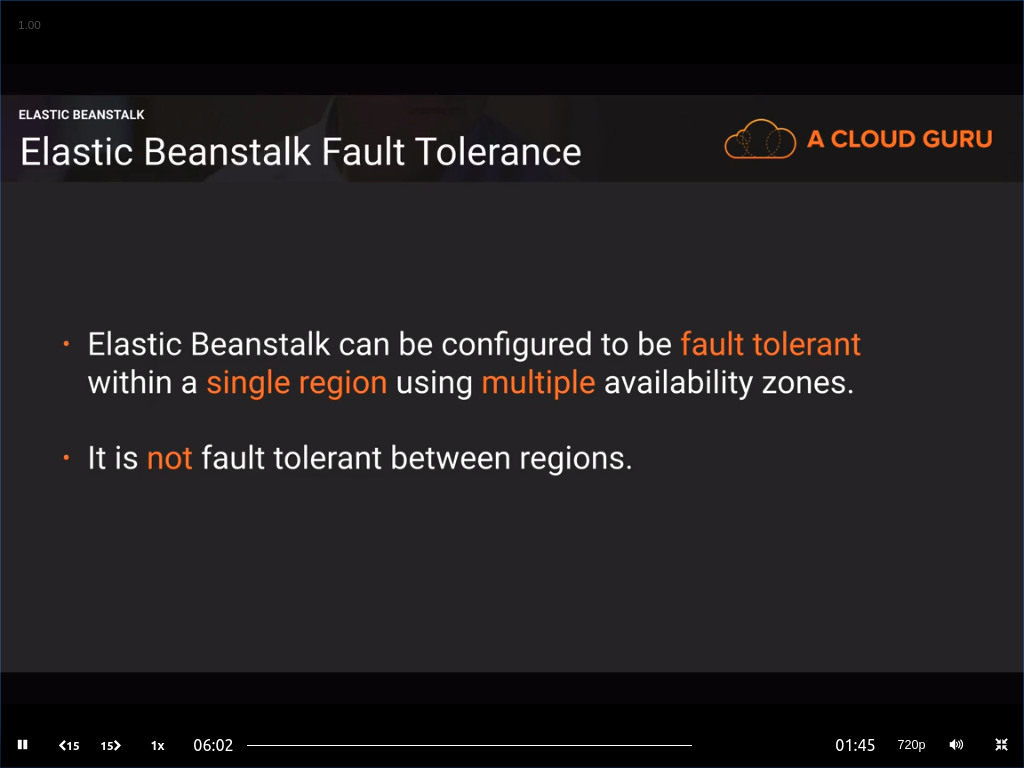 1.00
ELASTIC BEANSTALK
Elastic Beanstalk Fault Tolerance
A CLOUD GURU
• Elastic Beanstalk can be configured to be fault tolerant
within a single region using multiple availability zones.
• It is not fault tolerant between regions.
15 15 1x 06:02 01:45 720p